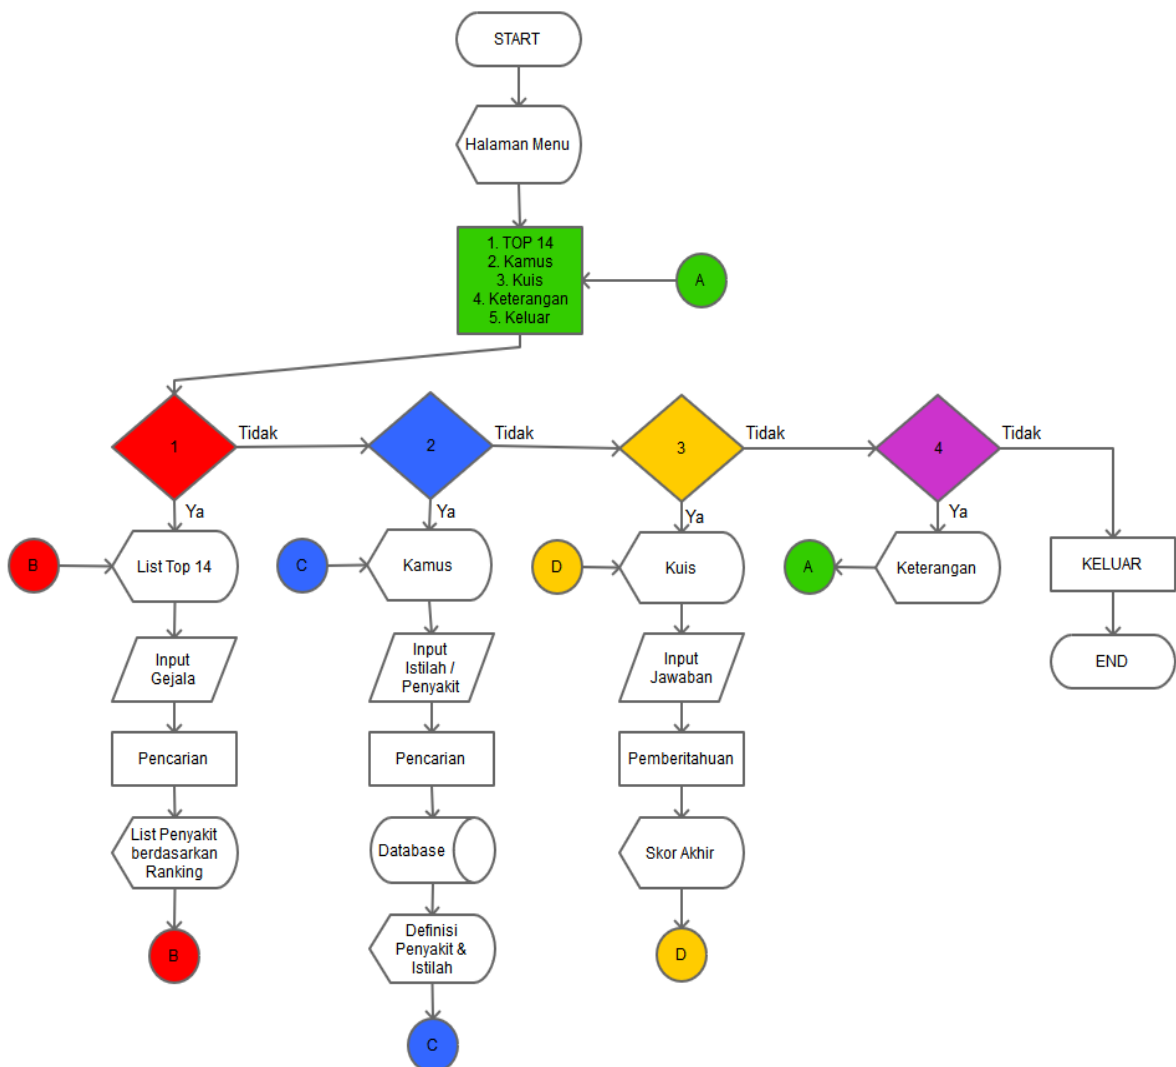 START
Halaman Menu
1. TOP 14
2. Kamus
3. Kuis
4. Keterangan
5. Keluar
A
1
Tidak
2
Tidak
3
Tidak
4
Tidak
Ya
Ya
Ya
Ya
B
List Top 14
C
Kamus
D
Kuis
A
Keterangan
KELUAR
Input
Gejala
Input
Istilah /
Penyakit
Input
Jawaban
END
Pencarian
Pencarian
Pemberitahuan
List Penyakit
berdasarkan
Ranking
Database
Skor Akhir
B
Definisi
Penyakit &
Istilah
D
C